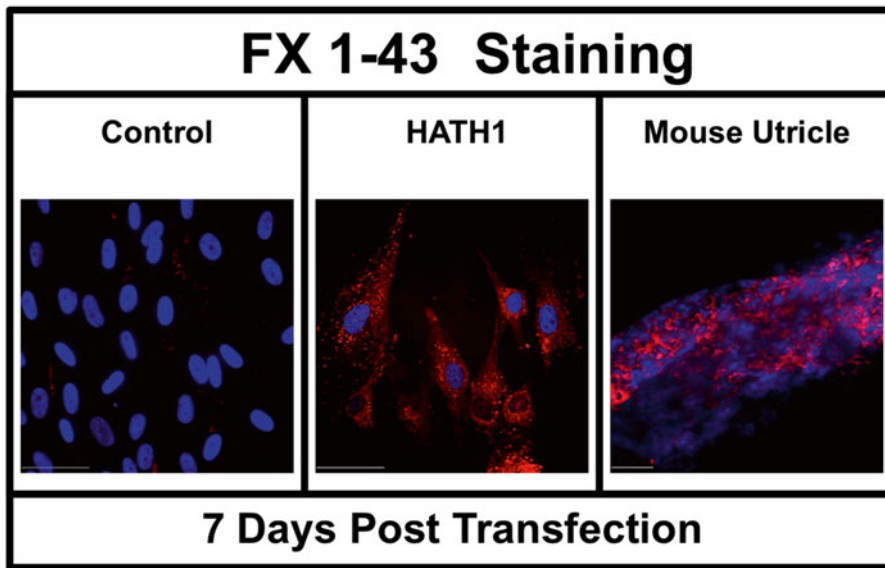 FX 1-43 Staining
Control
HATH1
Mouse Utricle
7 Days Post Transfection